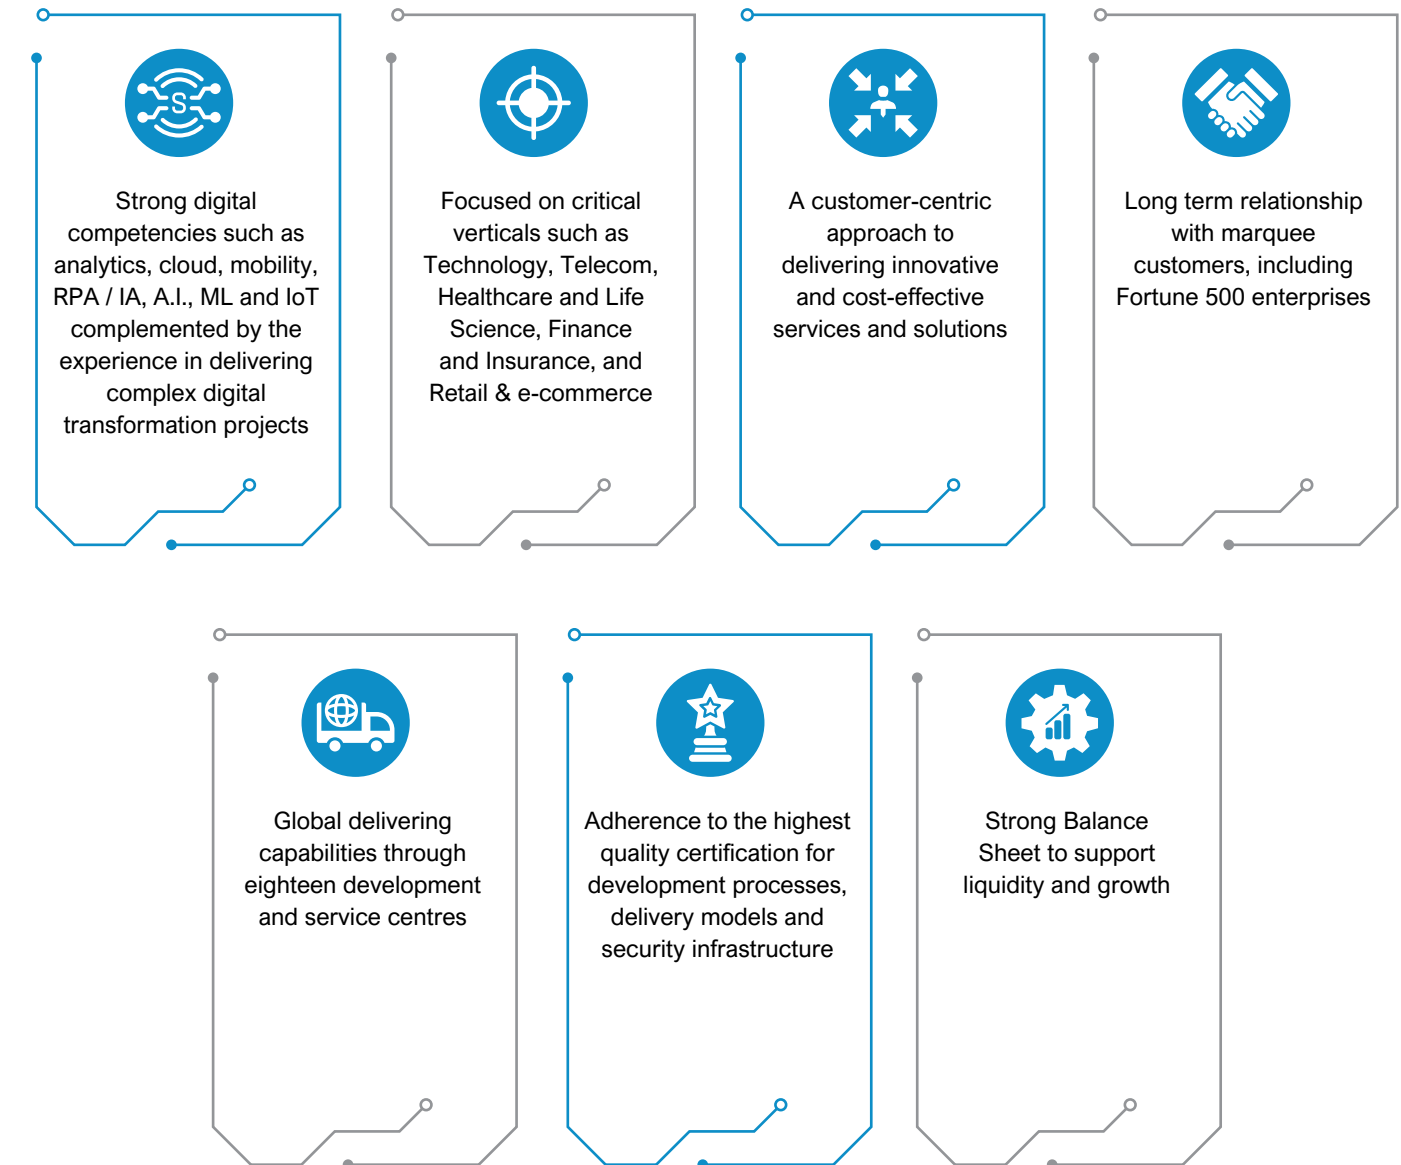 S
Strong digital
competencies such as
analytics, cloud, mobility,
RPA / IA, A.I., ML and IoT
complemented by the
experience in delivering
complex digital
transformation projects
Focused on critical
verticals such as
Technology, Telecom,
Healthcare and Life
Science, Finance
and Insurance, and
Retail & e-commerce
A customer-centric
approach to
delivering innovative
and cost-effective
services and solutions
Long term relationship
with marquee
customers, including
Fortune 500 enterprises
Global delivering
capabilities through
eighteen development
and service centres
Adherence to the highest
quality certification for
development processes,
delivery models and
security infrastructure
Strong Balance
Sheet to support
liquidity and growth